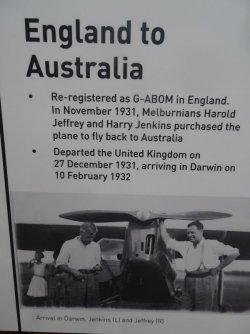 England to
Australia
• Re-registered as G-ABOM in England.
In November 1931, Melburnians Harold
Jeffrey and Harry Jenkins purchased the
plane to fly back to Australia
• Departed the United Kingdom on
27 December 1931, arriving in Darwin on
10 February 1932
Arrival in Darwin, Jenkins (L) and Jeffrey (R)